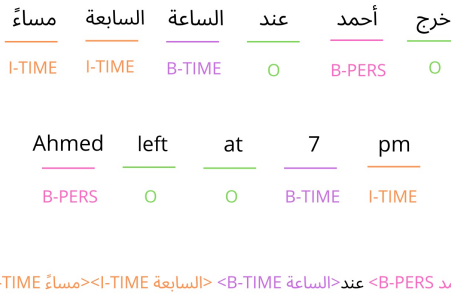 خرج أحمد عند الساعة السابعة مساءً
I-TIME I-TIME B-TIME O B-PERS O
Ahmed left at 7 pm
B-PERS O O B-TIME I-TIME
B-PERS> عند <الساعة B-TIME> <السابعة I-TIME><مساءً TIME